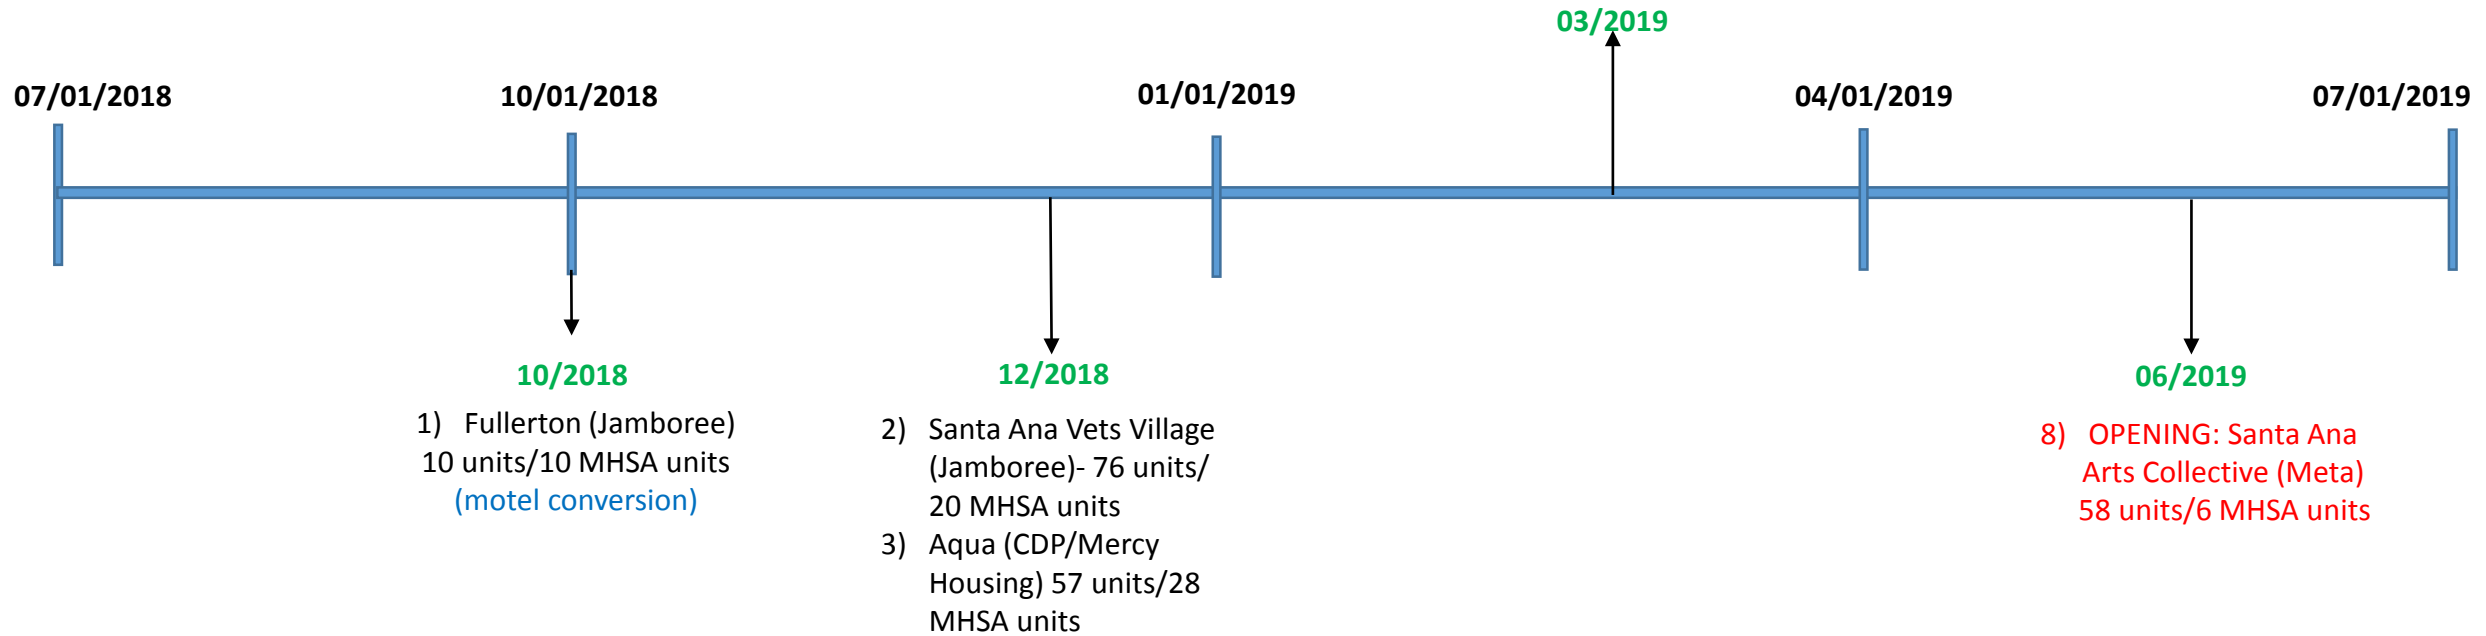 03/2019
07/01/2018
10/01/2018
01/01/2019
04/01/2019
07/01/2019
10/2018
1) Fullerton (Jamboree)
10 units/10 MHSA units
(motel conversion)
12/2018
2) Santa Ana Vets Village
(Jamboree)- 76 units/
20 MHSA units
3) Aqua (CDP/Mercy
Housing) 57 units/28
MHSA units
06/2019
8) OPENING: Santa Ana
Arts Collective (Meta)
58 units/6 MHSA units